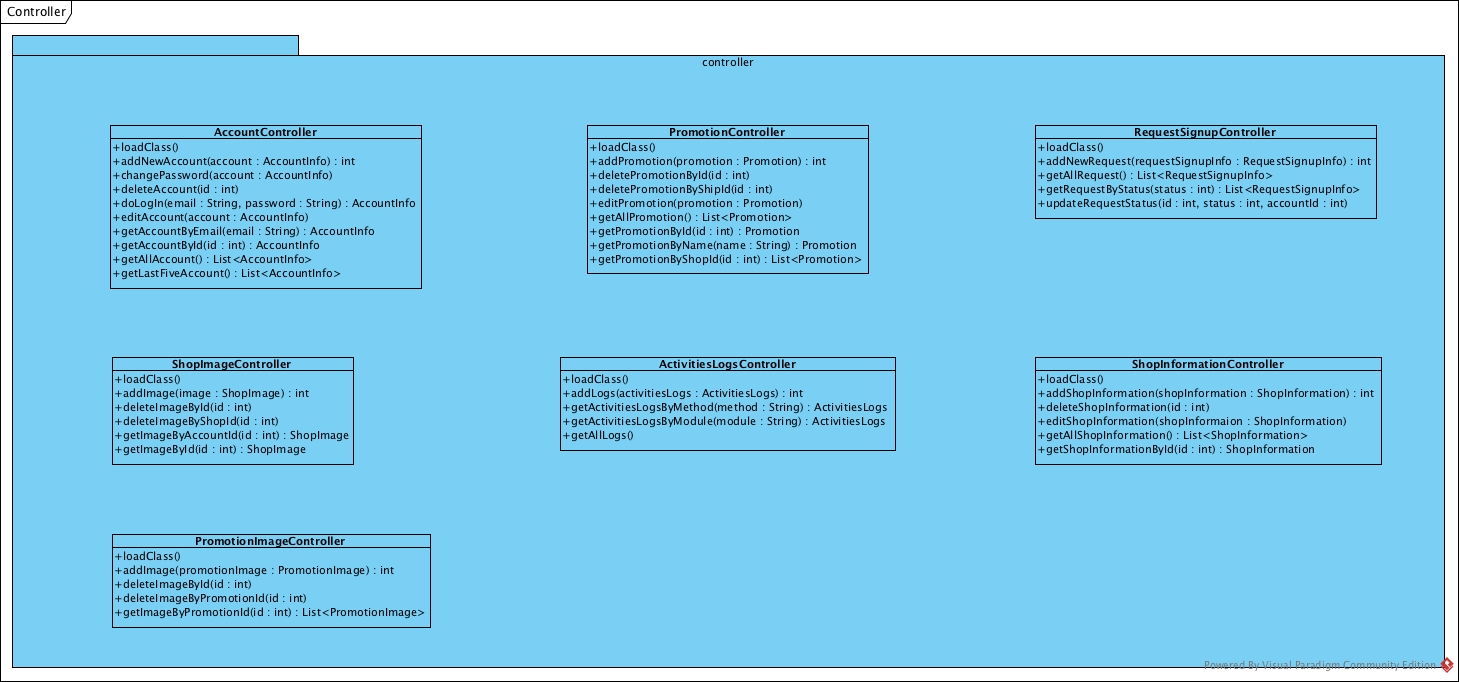 Controller
controller
AccountController
+loadClass()
+addNewAccount(account : AccountInfo) : int
+changePassword(account : AccountInfo)
+deleteAccount(id : int)
+doLogIn(email : String, password : String) : AccountInfo
+editAccount(account : AccountInfo)
+getAccountByEmail(email : String) : AccountInfo
+getAccountById(id : int) : AccountInfo
+getAllAccount() : List<AccountInfo>
+getLastFiveAccount() : List<AccountInfo>
PromotionController
+loadClass()
+addPromotion(promotion : Promotion) : int
+deletePromotionById(id : int)
+deletePromotionByShipId(id : int)
+editPromotion(promotion : Promotion)
+getAllPromotion() : List<Promotion>
+getPromotionById(id : int) : Promotion
+getPromotionByName(name : String) : Promotion
+getPromotionByShopId(id : int) : List<Promotion>
RequestSignupController
+loadClass()
+addNewRequest(requestSignupInfo : RequestSignupInfo) : int
+getAllRequest() : List<RequestSignupInfo>
+getRequestByStatus(status : int) : List<RequestSignupInfo>
+updateRequestStatus(id : int, status : int, accountId : int)
ShopImageController
+loadClass()
+addImage(image : ShopImage) : int
+deleteImageById(id : int)
+deleteImageByShopId(id : int)
+getImageByAccountId(id : int) : ShopImage
+getImageById(id : int) : ShopImage
ActivitiesLogsController
+loadClass()
+addLogs(activitiesLogs : ActivitiesLogs) : int
+getActivitiesLogsByMethod(method : String) : ActivitiesLogs
+getActivitiesLogsByModule(module : String) : ActivitiesLogs
+getAllLogs()
ShopInformationController
+loadClass()
+addShopInformation(shopInformation : ShopInformation) : int
+deleteShopInformation(id : int)
+editShopInformation(shopInformaion : ShopInformation)
+getAllShopInformation() : List<ShopInformation>
+getShopInformationById(id : int) : ShopInformation
PromotionImageController
+loadClass()
+addImage(promotionImage : PromotionImage) : int
+deleteImageById(id : int)
+deleteImageByPromotionId(id : int)
+getImageByPromotionId(id : int) : List<PromotionImage>
Powered By Visual Paradigm Community Edition